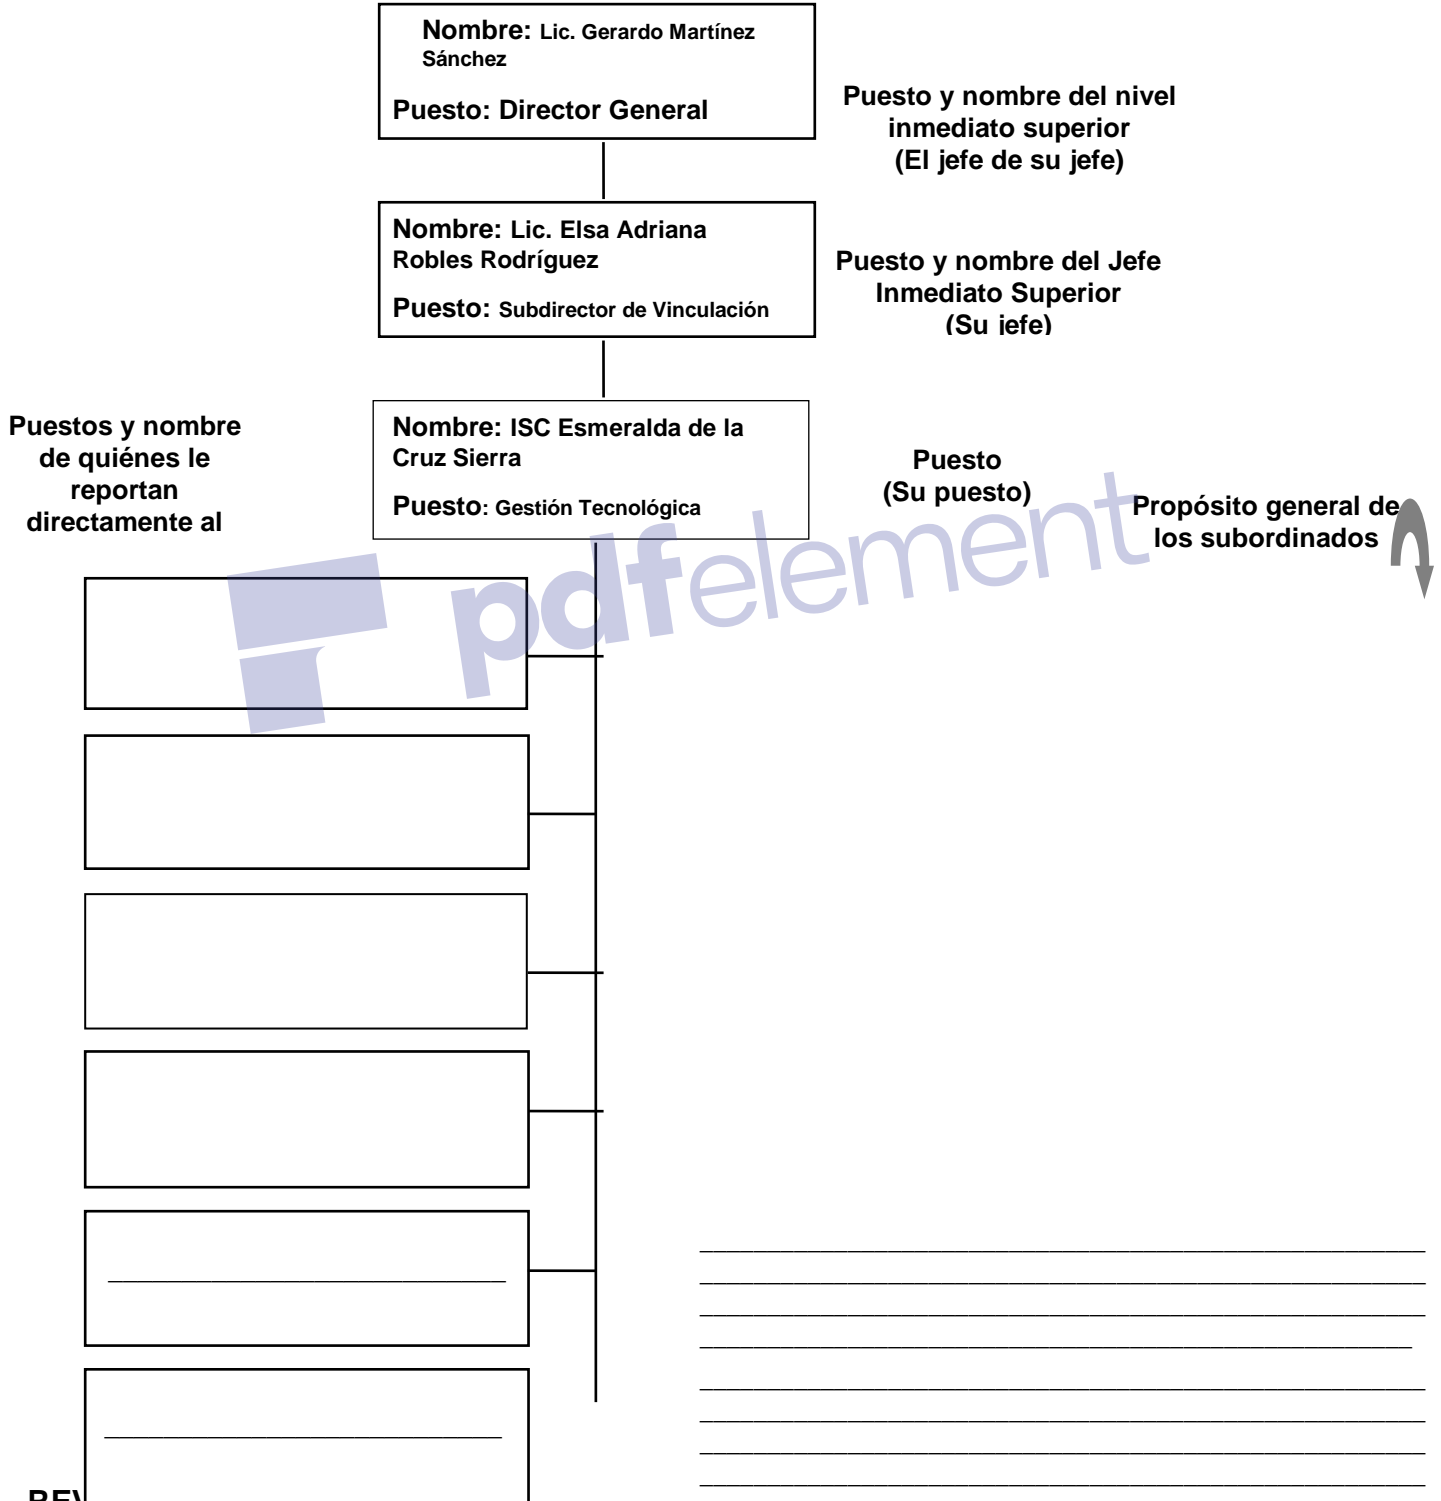 Nombre: Lic. Gerardo Martínez
Sánchez
Puesto: Director General
Puesto y nombre del nivel
inmediato superior
(El jefe de su jefe)
Nombre: Lic. Elsa Adriana
Robles Rodríguez
Puesto: Subdirector de Vinculación
Puesto y nombre del Jefe
Inmediato Superior
(Su jefe)
Puestos y nombre
de quiénes le
reportan
directamente al
Nombre: ISC Esmeralda de la
Cruz Sierra
Puesto: Gestión Tecnológica
Puesto
(Su puesto)
Propósito general de
los subordinados
pdfelement